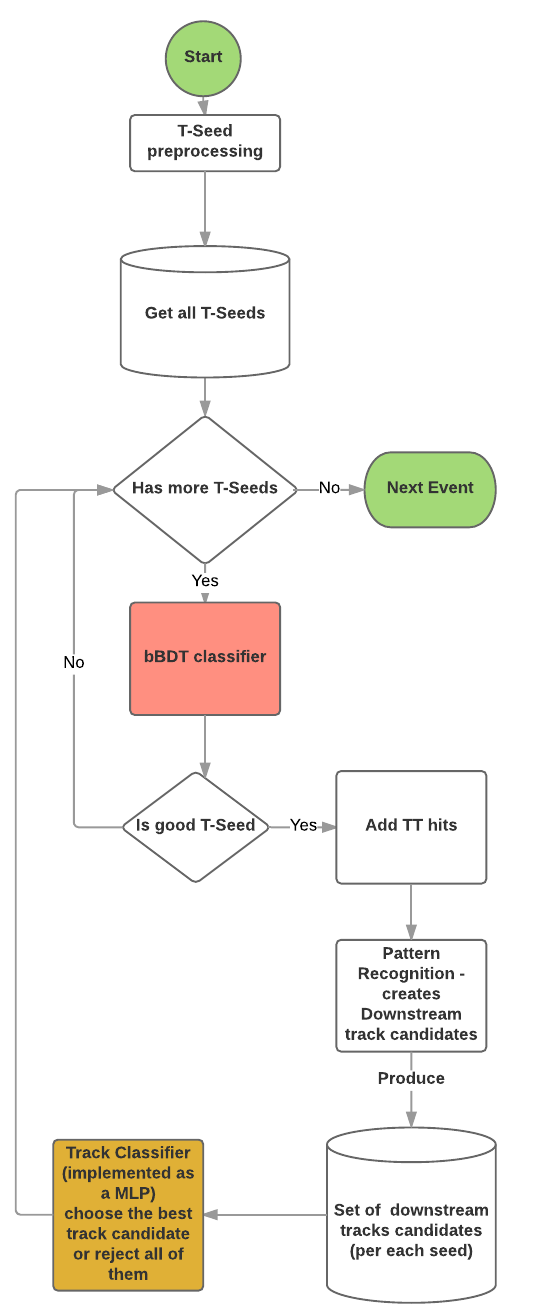 Start
T-Seed
preprocessing
Get all T-Seeds
Has more T-Seeds
No
Next Event
Yes
bBDT classifier
No
Is good T-Seed
Yes
Add TT hits
Pattern
Recognition -
creates
Downstream
track candidates
Produce
Set of downstream
tracks candidates
(per each seed)
Track Classifier
(implemented as
a MLP)
choose the best
track candidate
or reject all of
them